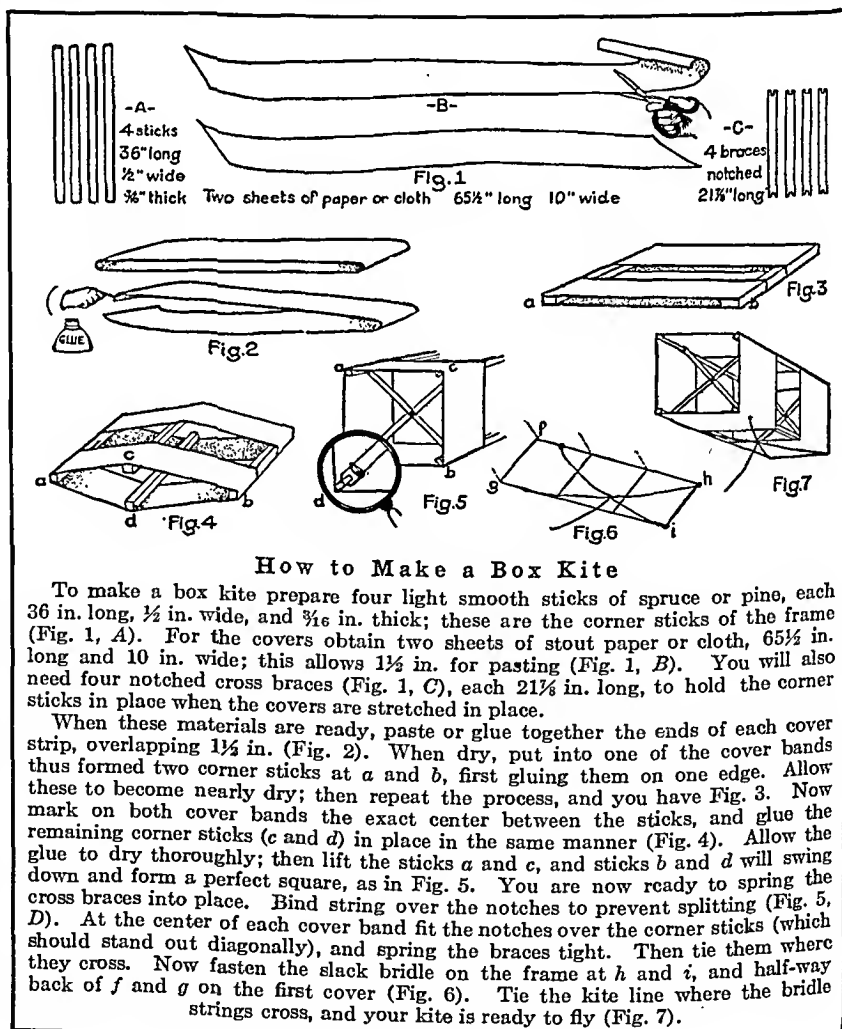 -A-
4 sticks
36" long
½" wide
thick
-B-
Fig. 1
Two sheets of paper or cloth 65½" long 10" wide
-C-
4 braces
notched
21⅞" long
GLUE
Fig.2
a
b
Fig.3
a
c
b
d
Fig.4
a
c
b
d
Fig.5
g
h
i
Fig.6
Fig.7
How to Make a Box Kite
To make a box kite prepare four light smooth sticks of spruce or pine, each
36 in. long, ½ in. wide, and in. thick; these are the corner sticks of the frame
(Fig. 1, A). For the covers obtain two sheets of stout paper or cloth, 65½ in.
long and 10 in. wide; this allows 1½ in. for pasting (Fig. 1, B). You will also
need four notched cross braces (Fig. 1, C), each 21⅞ in. long, to hold the corner
sticks in place when the covers are stretched in place.
When these materials are ready, paste or glue together the ends of each cover
strip, overlapping 1½ in. (Fig. 2). When dry, put into one of the cover bands
thus formed two corner sticks at a and b, first gluing them on one edge. Allow
these to become nearly dry; then repeat the process, and you have Fig. 3. Now
mark on both cover bands the exact center between the sticks, and glue the
remaining corner sticks (c and d) in place in the same manner (Fig. 4). Allow the
glue to dry thoroughly; then lift the sticks a and c, and sticks b and d will swing
down and form a perfect square, as in Fig. 5. You are now ready to spring the
cross braces into place. Bind string over the notches to prevent splitting (Fig. 5,
D). At the center of each cover band fit the notches over the corner sticks (which
should stand out diagonally), and spring the braces tight. Then tie them where
they cross. Now fasten the slack bridle on the frame at h and i, and half-way
back of f and g on the first cover (Fig. 6). Tie the kite line where the bridle
strings cross, and your kite is ready to fly (Fig. 7).